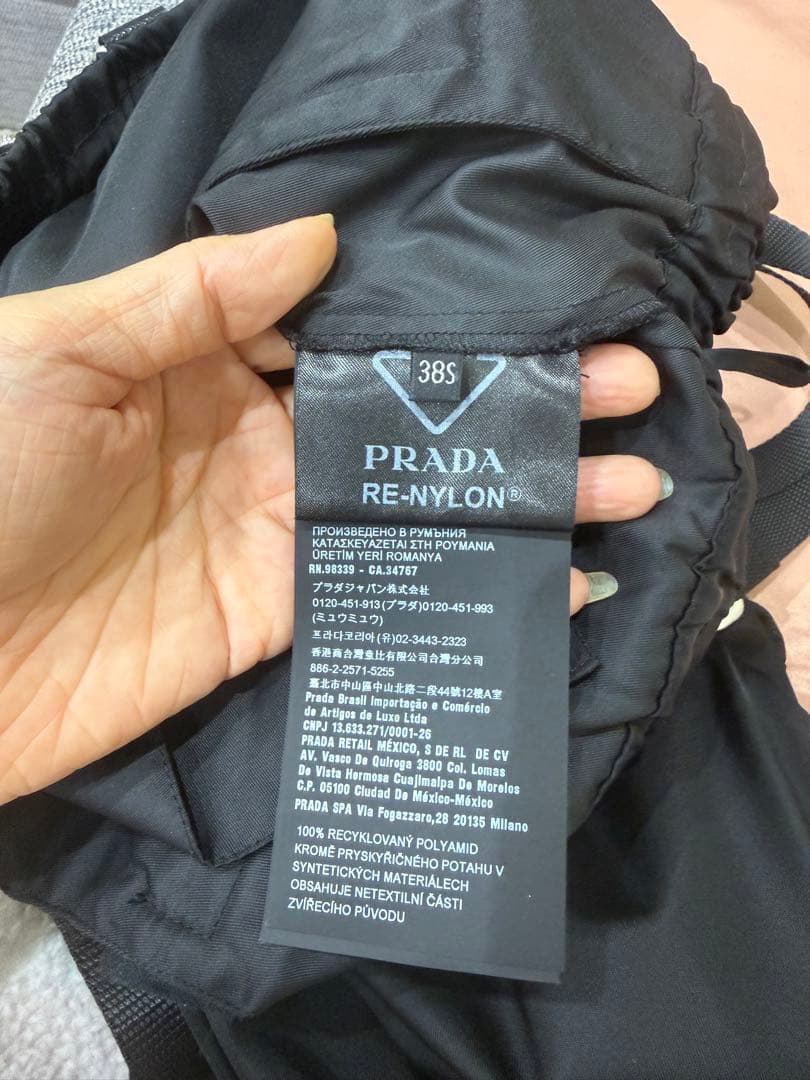 38S
PRADA
RE-NYLON®
ПРОИЗВЕДЕНО В РУМЪНИЯ
ΚΑΤΑΣΚΕΥΑΖΕΤΑΙ ΣΤΗ ΡΟΥΜΑΝΙΑ
ÜRETİM YERİ ROMANYA
RN.98339 - CA.34767
プラダジャパン株式会社
0120-451-913(プラダ)0120-451-993
(ミュウミュウ)
프라다코리아(유)02-3443-2323
香港商台灣壹比有限公司台灣分公司
886-2-2571-5255
臺北市中山區中山北路二段44號12樓A室
Prada Brasil Importação e Comércio
de Artigos de Luxo Ltda
CNPJ 13.633.271/0001-26
PRADA RETAIL MÉXICO, S DE RL DE CV
AV. Vasco De Quiroga 3800 Col. Lomas
De Vista Hermosa Cuajimalpa De Morelos
C.P. 05100 Ciudad De México-México
PRADA SPA Via Fogazzaro,28 20135 Milano
100% RECYKLOVANÝ POLYAMID
KROMĚ PRYSKYŘIČNÉHO POTAHU V
SYNTETICKÝCH MATERIÁLECH
OBSAHUJE NETEXTILNÍ ČÁSTI
ZVÍŘECÍHO PŮVODU